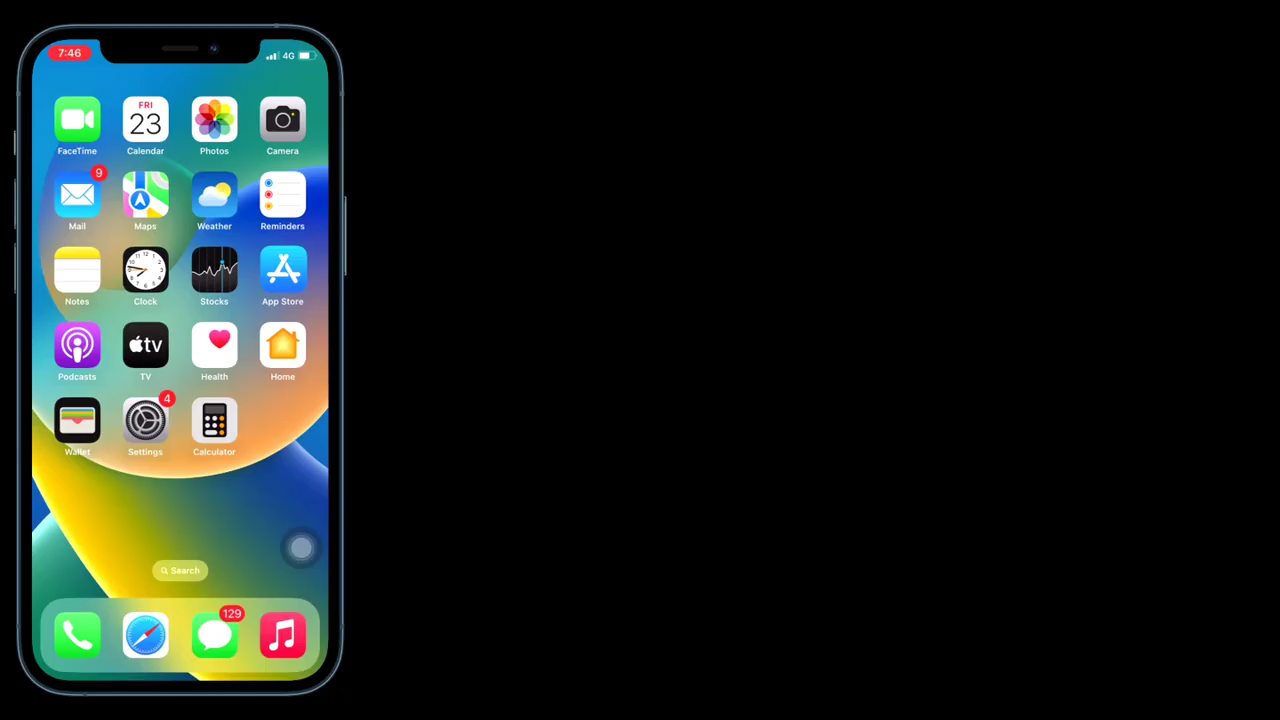 7:46
4G
FRI
23
FaceTime Calendar Photos Camera
9
Mail Maps Weather Reminders
Notes Clock Stocks App Store
tv
Podcasts TV Health Home
4
Wallet Settings Calculator
Search
129